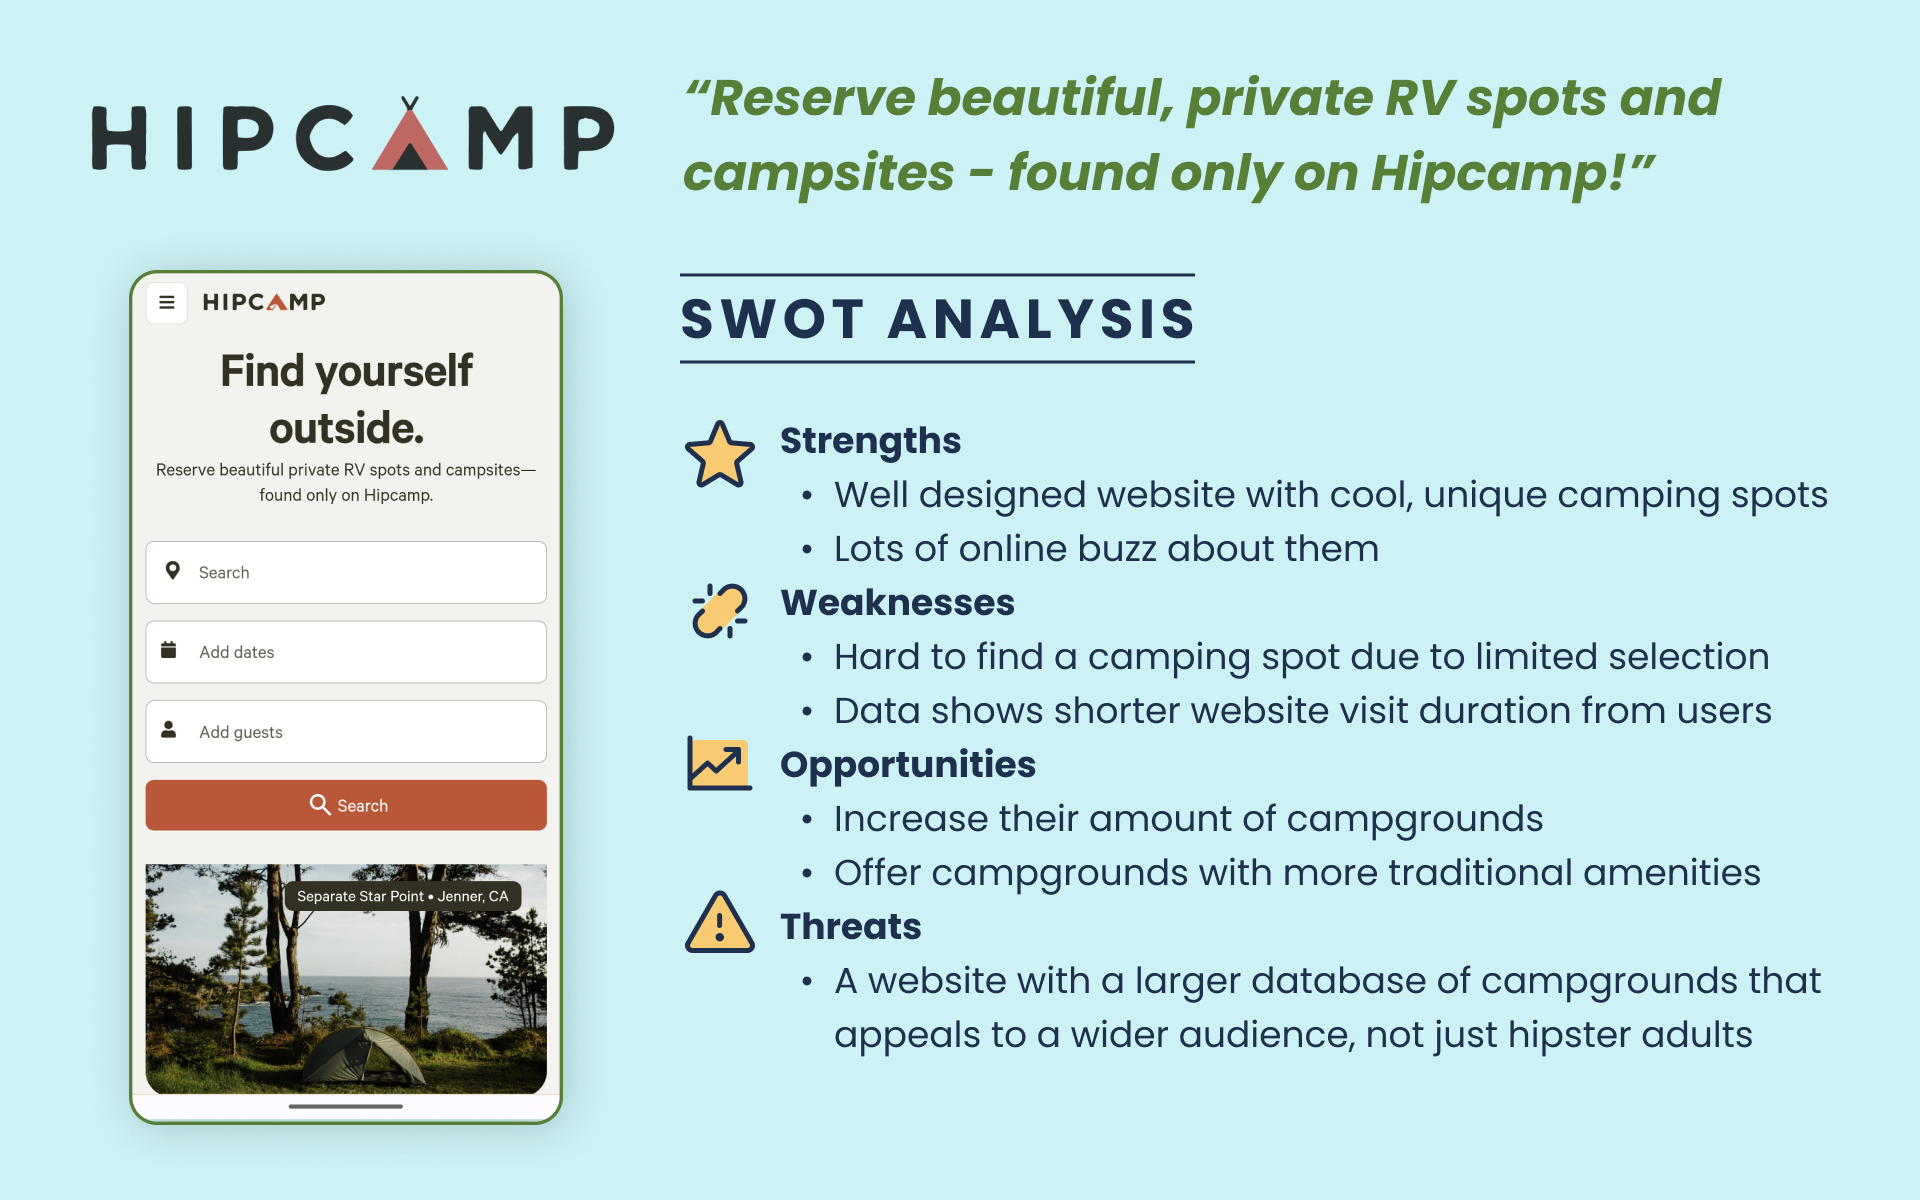 HIPCAMP
“Reserve beautiful, private RV spots and
campsites - found only on Hipcamp!”
HIPCAMP
Find yourself
outside.
Reserve beautiful private RV spots and campsites—
found only on Hipcamp.
Search
Add dates
Add guests
Search
Separate Star Point • Jenner, CA
SWOT ANALYSIS
Strengths
• Well designed website with cool, unique camping spots
• Lots of online buzz about them
Weaknesses
• Hard to find a camping spot due to limited selection
• Data shows shorter website visit duration from users
Opportunities
• Increase their amount of campgrounds
• Offer campgrounds with more traditional amenities
Threats
• A website with a larger database of campgrounds that
appeals to a wider audience, not just hipster adults